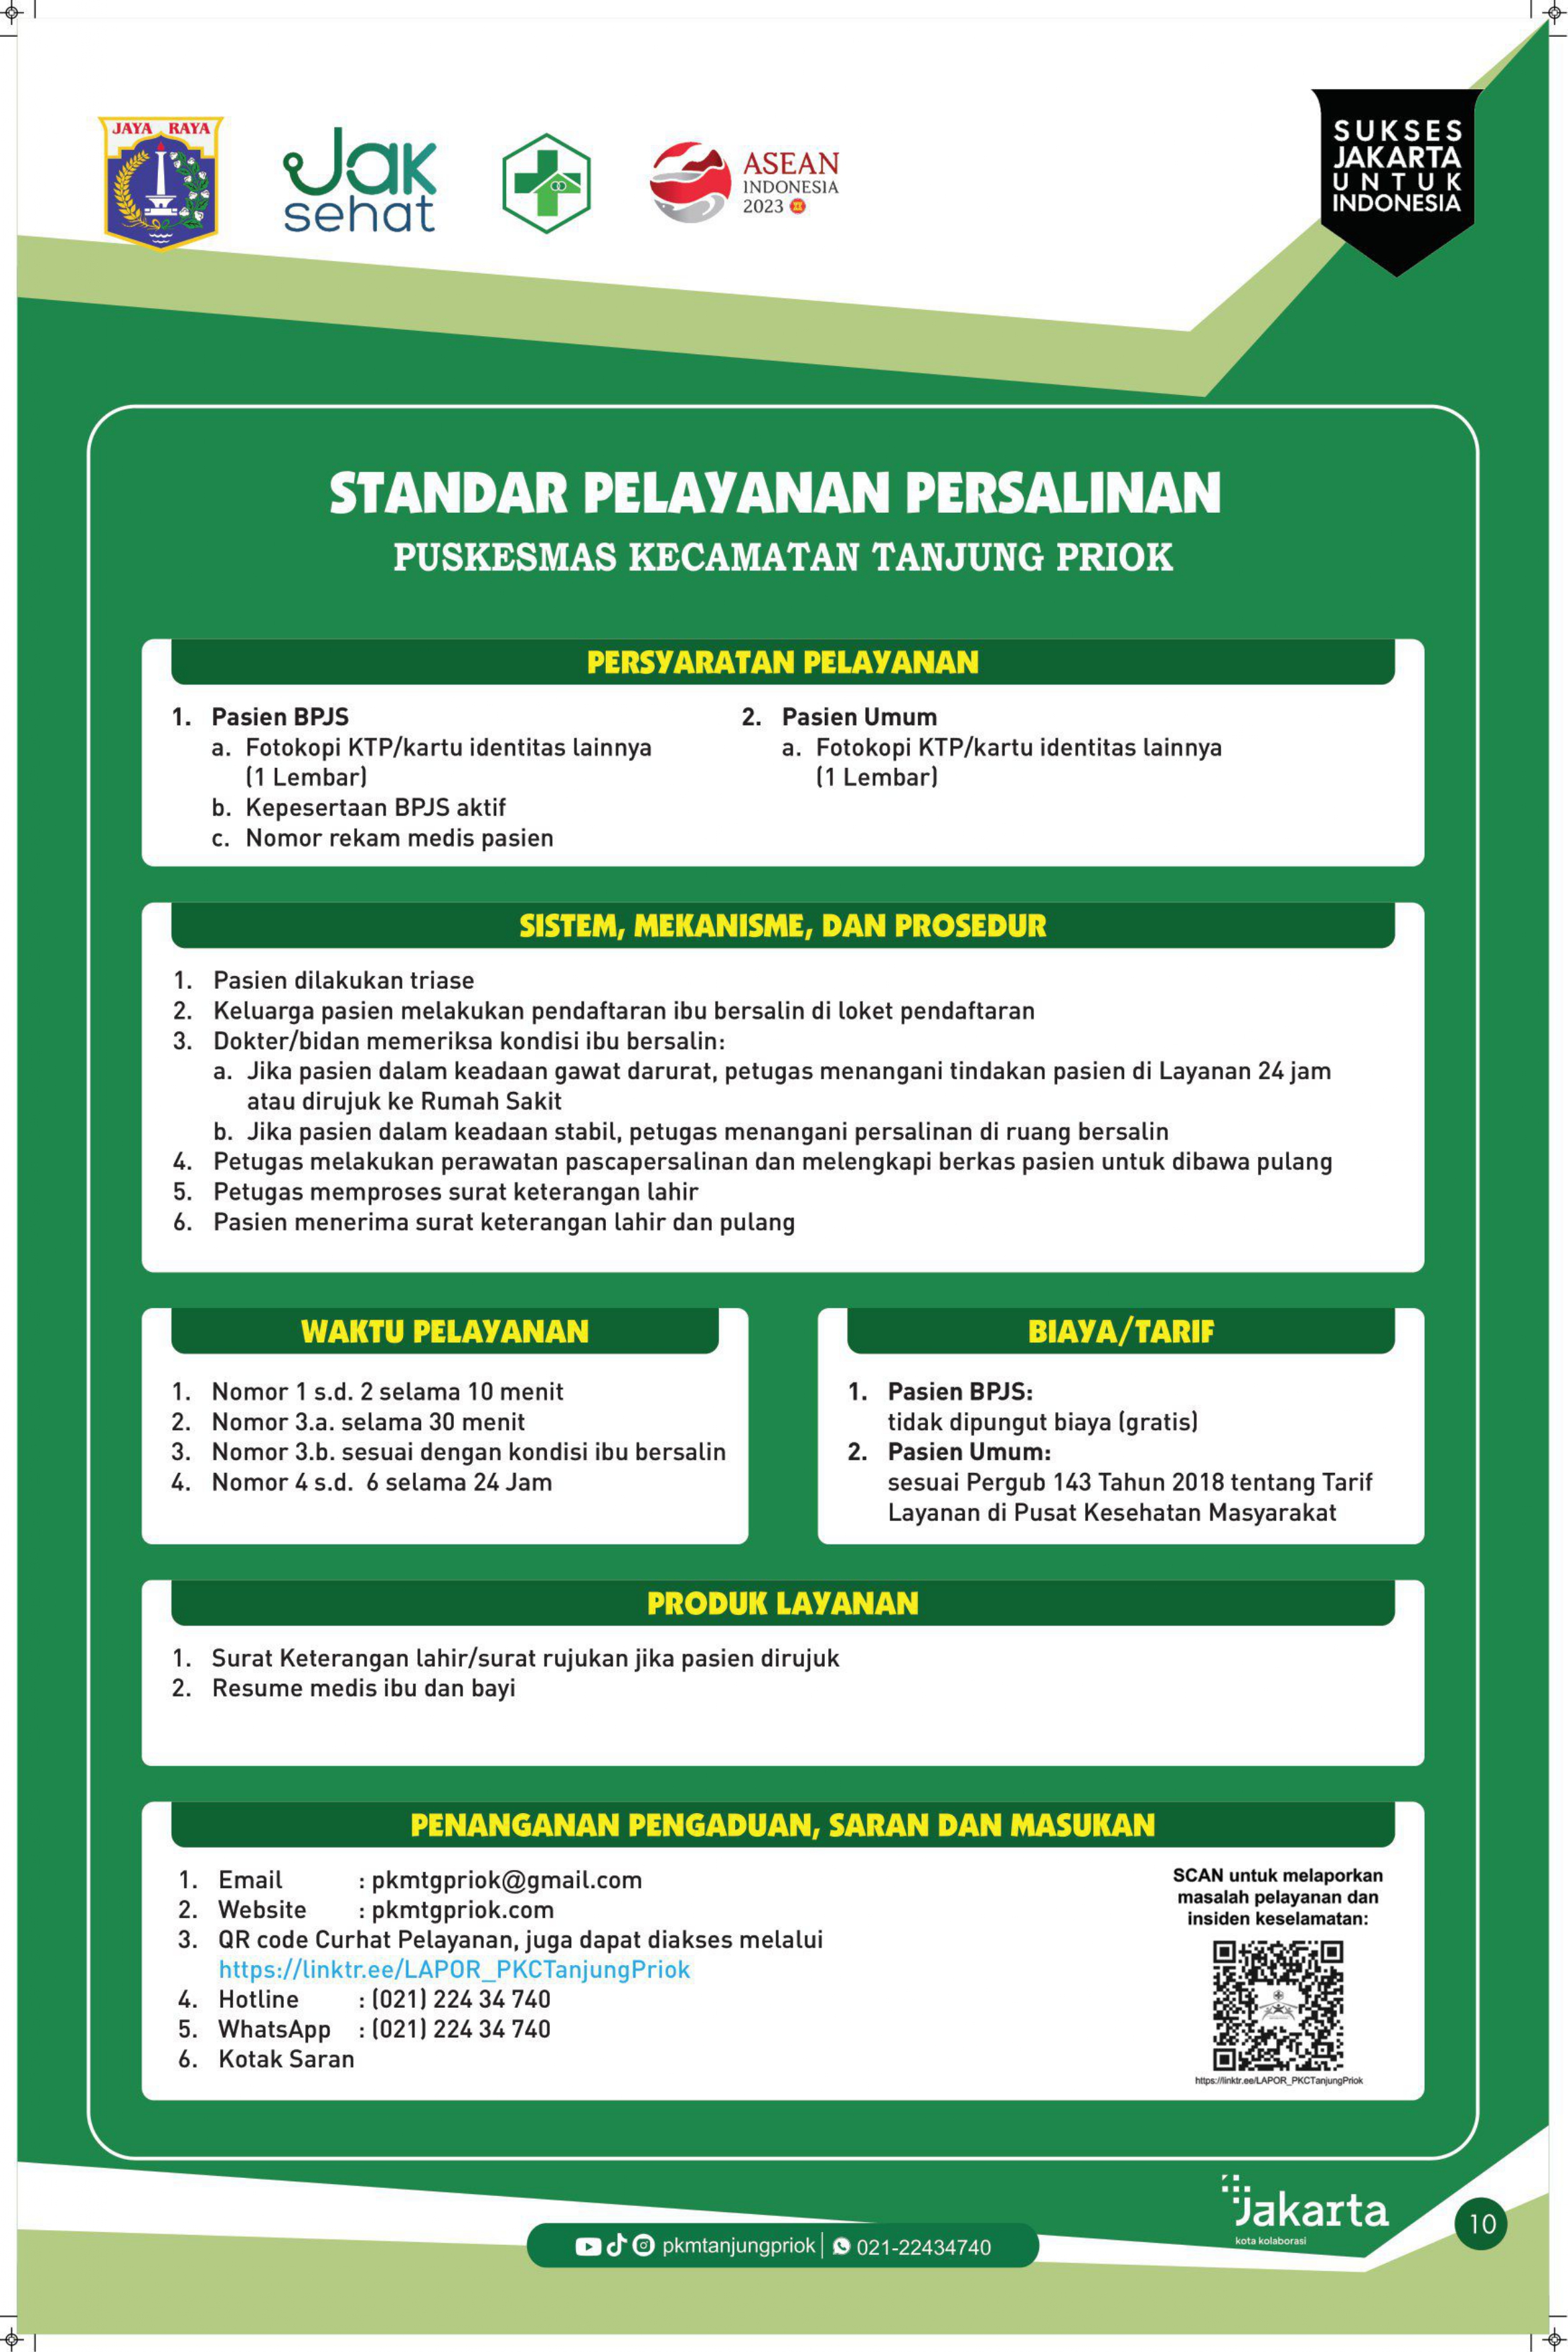 JAYA RAYA
Jak
sehat
ASEAN
INDONESIA
2023
SUKSES
JAKARTA
UNTUK
INDONESIA
STANDAR PELAYANAN PERSALINAN
PUSKESMAS KECAMATAN TANJUNG PRIOK
PERSYARATAN PELAYANAN
1. Pasien BPJS
a. Fotokopi KTP/kartu identitas lainnya
(1 Lembar)
b. Kepesertaan BPJS aktif
c. Nomor rekam medis pasien
2. Pasien Umum
a. Fotokopi KTP/kartu identitas lainnya
(1 Lembar)
SISTEM, MEKANISME, DAN PROSEDUR
1. Pasien dilakukan triase
2. Keluarga pasien melakukan pendaftaran ibu bersalin di loket pendaftaran
3. Dokter/bidan memeriksa kondisi ibu bersalin:
a. Jika pasien dalam keadaan gawat darurat, petugas menangani tindakan pasien di Layanan 24 jam
atau dirujuk ke Rumah Sakit
b. Jika pasien dalam keadaan stabil, petugas menangani persalinan di ruang bersalin
4. Petugas melakukan perawatan pascapersalinan dan melengkapi berkas pasien untuk dibawa pulang
5. Petugas memproses surat keterangan lahir
6. Pasien menerima surat keterangan lahir dan pulang
WAKTU PELAYANAN
1. Nomor 1 s.d. 2 selama 10 menit
2. Nomor 3.a. selama 30 menit
3. Nomor 3.b. sesuai dengan kondisi ibu bersalin
4. Nomor 4 s.d. 6 selama 24 Jam
BIAYA/TARIF
1. Pasien BPJS:
tidak dipungut biaya (gratis)
2. Pasien Umum:
sesuai Pergub 143 Tahun 2018 tentang Tarif
Layanan di Pusat Kesehatan Masyarakat
PRODUK LAYANAN
1. Surat Keterangan lahir/surat rujukan jika pasien dirujuk
2. Resume medis ibu dan bayi
PENANGANAN PENGADUAN, SARAN DAN MASUKAN
1. Email : pkmtgpriok@gmail.com
2. Website : pkmtgpriok.com
3. QR code Curhat Pelayanan, juga dapat diakses melalui
https://linktr.ee/LAPOR_PKCTanjungPriok
4. Hotline : (021) 224 34 740
5. WhatsApp : (021) 224 34 740
6. Kotak Saran
SCAN untuk melaporkan
masalah pelayanan dan
insiden keselamatan:
https://linktr.ee/LAPOR_PKCTanjungPriok
Jakarta
kota kolaborasi
pkmtanjungpriok | 021-22434740
10